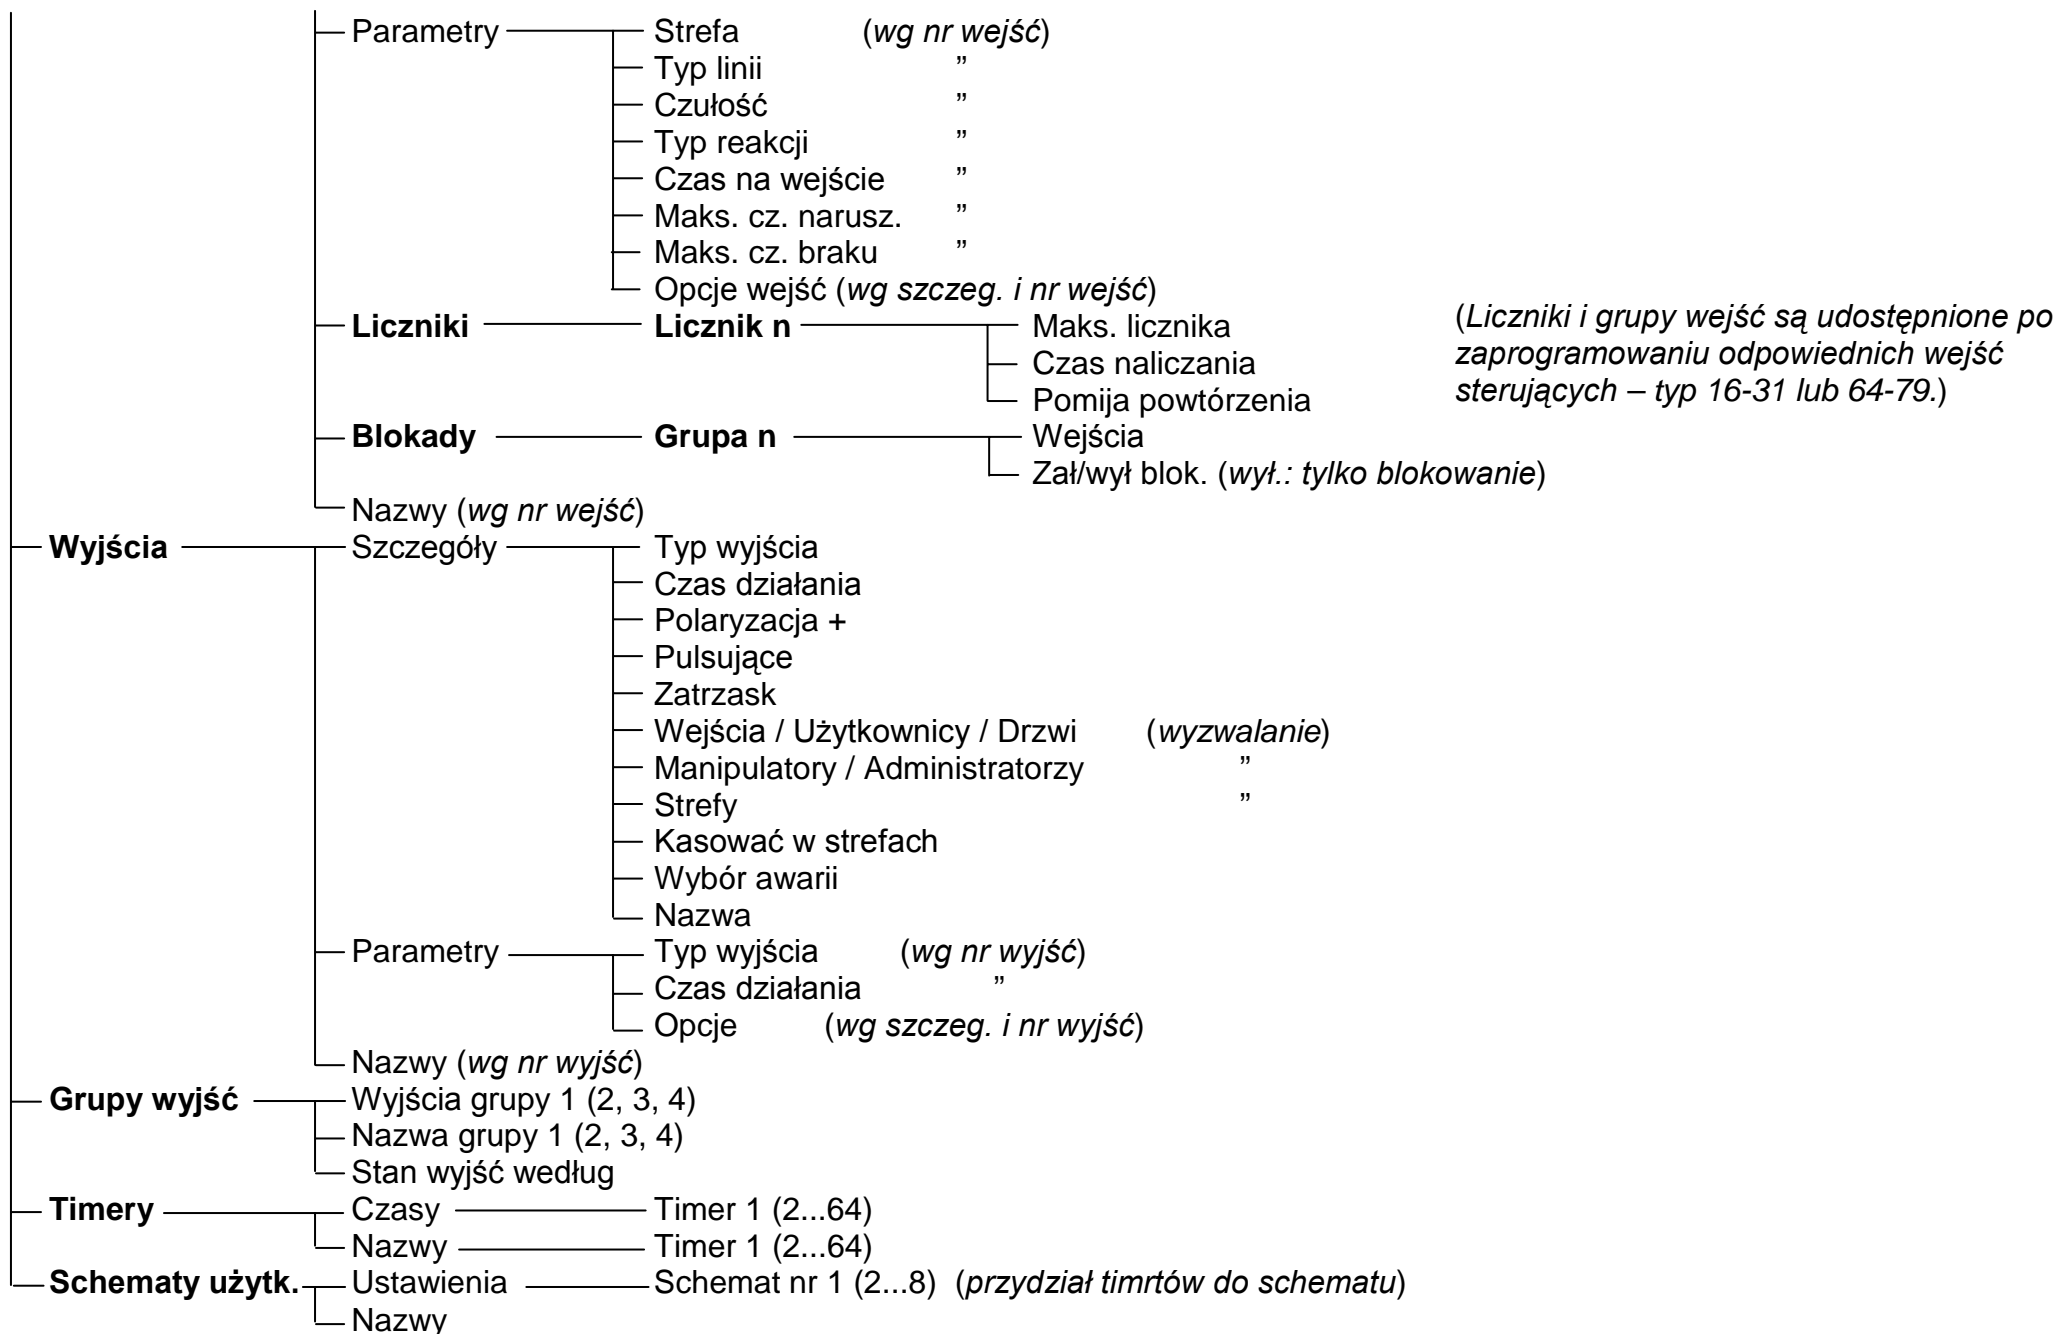 Parametry Strefa (wg nr wejść)
Typ linii ”
Czułość ”
Typ reakcji ”
Czas na wejście ”
Maks. cz. narusz. ”
Maks. cz. braku ”
Opcje wejść (wg szczeg. i nr wejść)
Liczniki Licznik n Maks. licznika (Liczniki i grupy wejść są udostępnione po
Czas naliczania zaprogramowaniu odpowiednich wejść
Pomija powtórzenia sterujących – typ 16-31 lub 64-79.)
Blokady Grupa n Wejścia
Zał/wył blok. (wył.: tylko blokowanie)
Nazwy (wg nr wejść)
Wyjścia Szczegóły Typ wyjścia
Czas działania
Polaryzacja +
Pulsujące
Zatrzask
Wejścia / Użytkownicy / Drzwi (wyzwalanie)
Manipulatory / Administratorzy ”
Strefy ”
Kasować w strefach
Wybór awarii
Nazwa
Parametry Typ wyjścia (wg nr wyjść)
Czas działania ”
Opcje (wg szczeg. i nr wyjść)
Nazwy (wg nr wyjść)
Grupy wyjść Wyjścia grupy 1 (2, 3, 4)
Nazwa grupy 1 (2, 3, 4)
Stan wyjść według
Timery Czasy Timer 1 (2...64)
Nazwy Timer 1 (2...64)
Schematy użytk. Ustawienia Schemat nr 1 (2...8) (przydział timrtów do schematu)
Nazwy